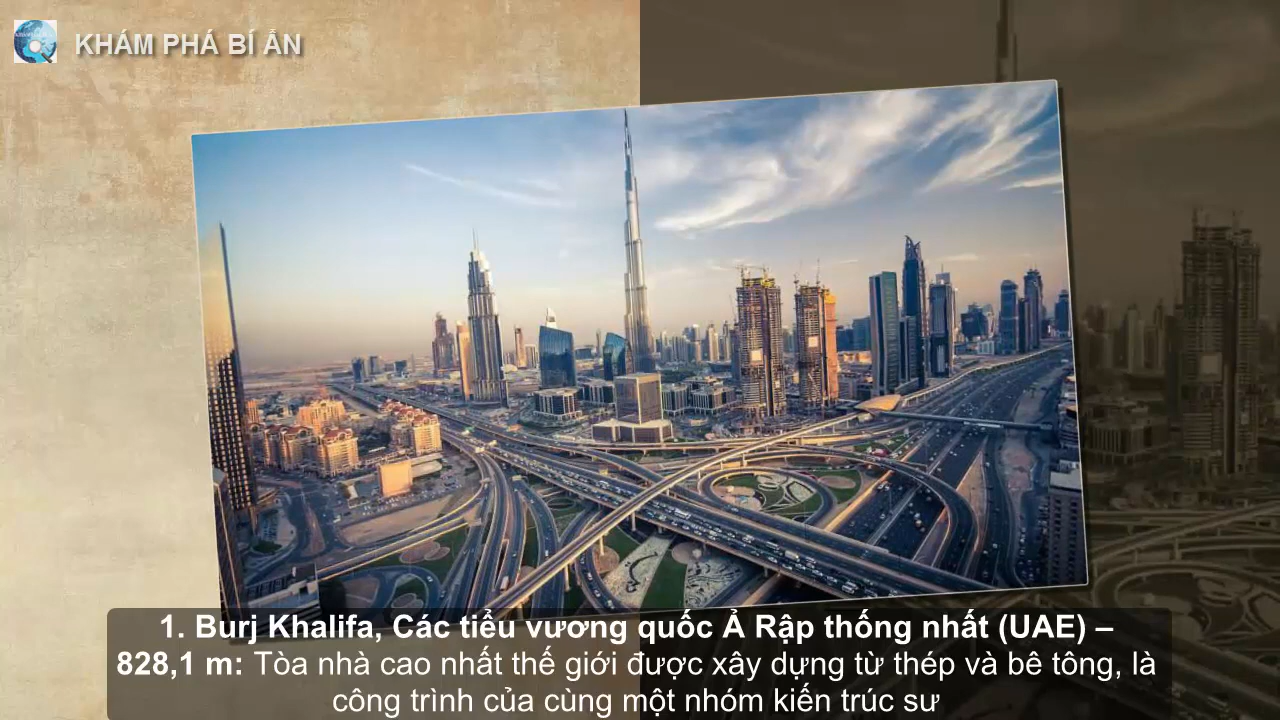 KHÁM PHÁ BÍ ẨN
1. Burj Khalifa, Các tiểu vương quốc Ả Rập thống nhất (UAE) –
828,1 m: Tòa nhà cao nhất thế giới được xây dựng từ thép và bê tông, là
công trình của cùng một nhóm kiến trúc sư